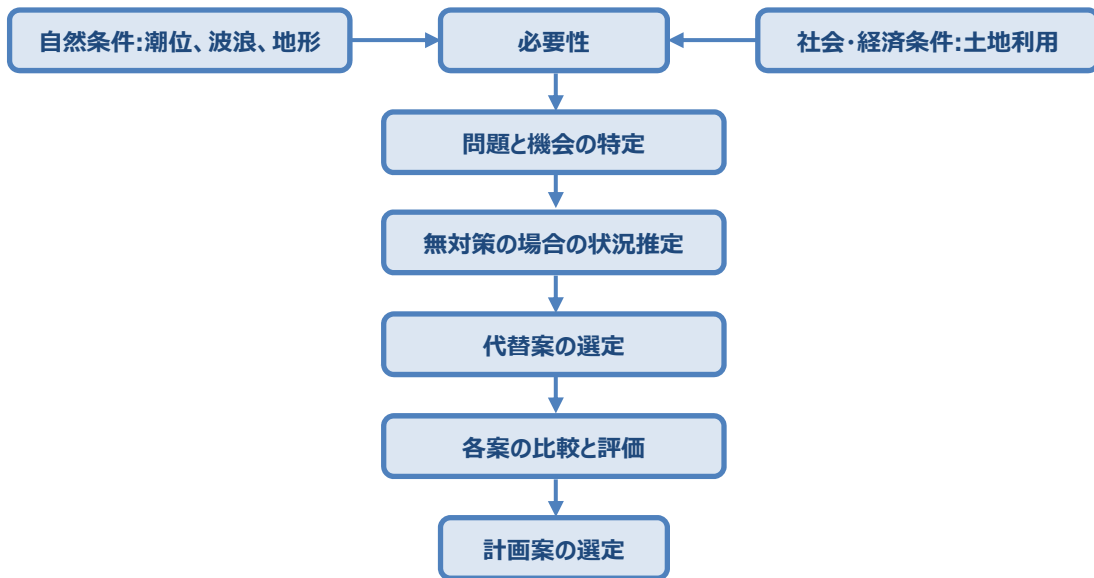 自然条件:潮位、波浪、地形
必要性
社会・経済条件:土地利用
問題と機会の特定
無対策の場合の状況推定
代替案の選定
各案の比較と評価
計画案の選定